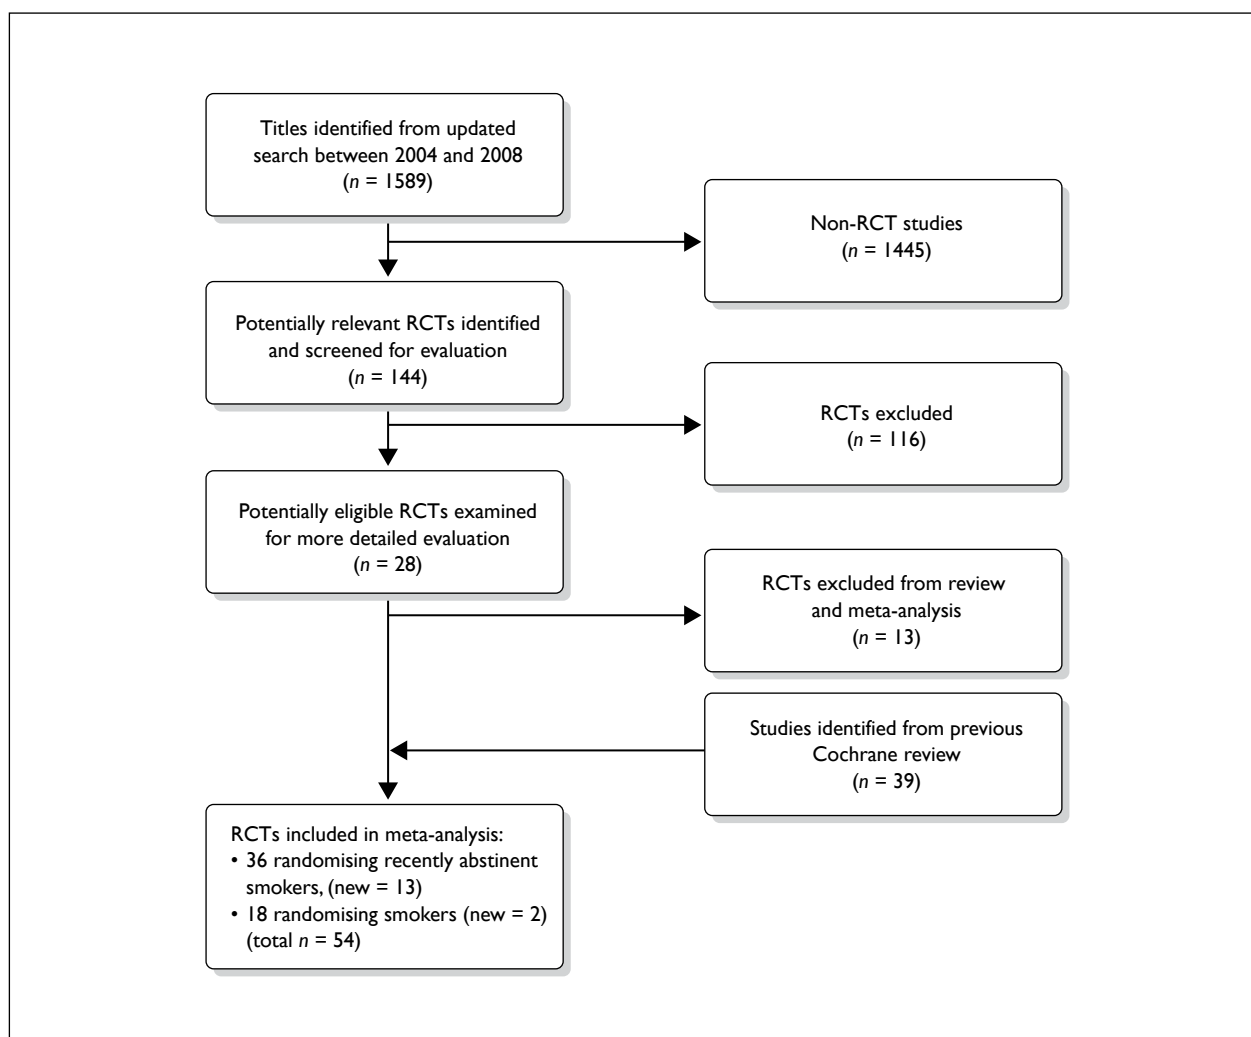 Titles identified from updated
search between 2004 and 2008
(n = 1589)
Non-RCT studies
(n = 1445)
Potentially relevant RCTs identified
and screened for evaluation
(n = 144)
RCTs excluded
(n = 116)
Potentially eligible RCTs examined
for more detailed evaluation
(n = 28)
RCTs excluded from review
and meta-analysis
(n = 13)
Studies identified from previous
Cochrane review
(n = 39)
RCTs included in meta-analysis:
• 36 randomising recently abstinent
smokers, (new = 13)
• 18 randomising smokers (new = 2)
(total n = 54)